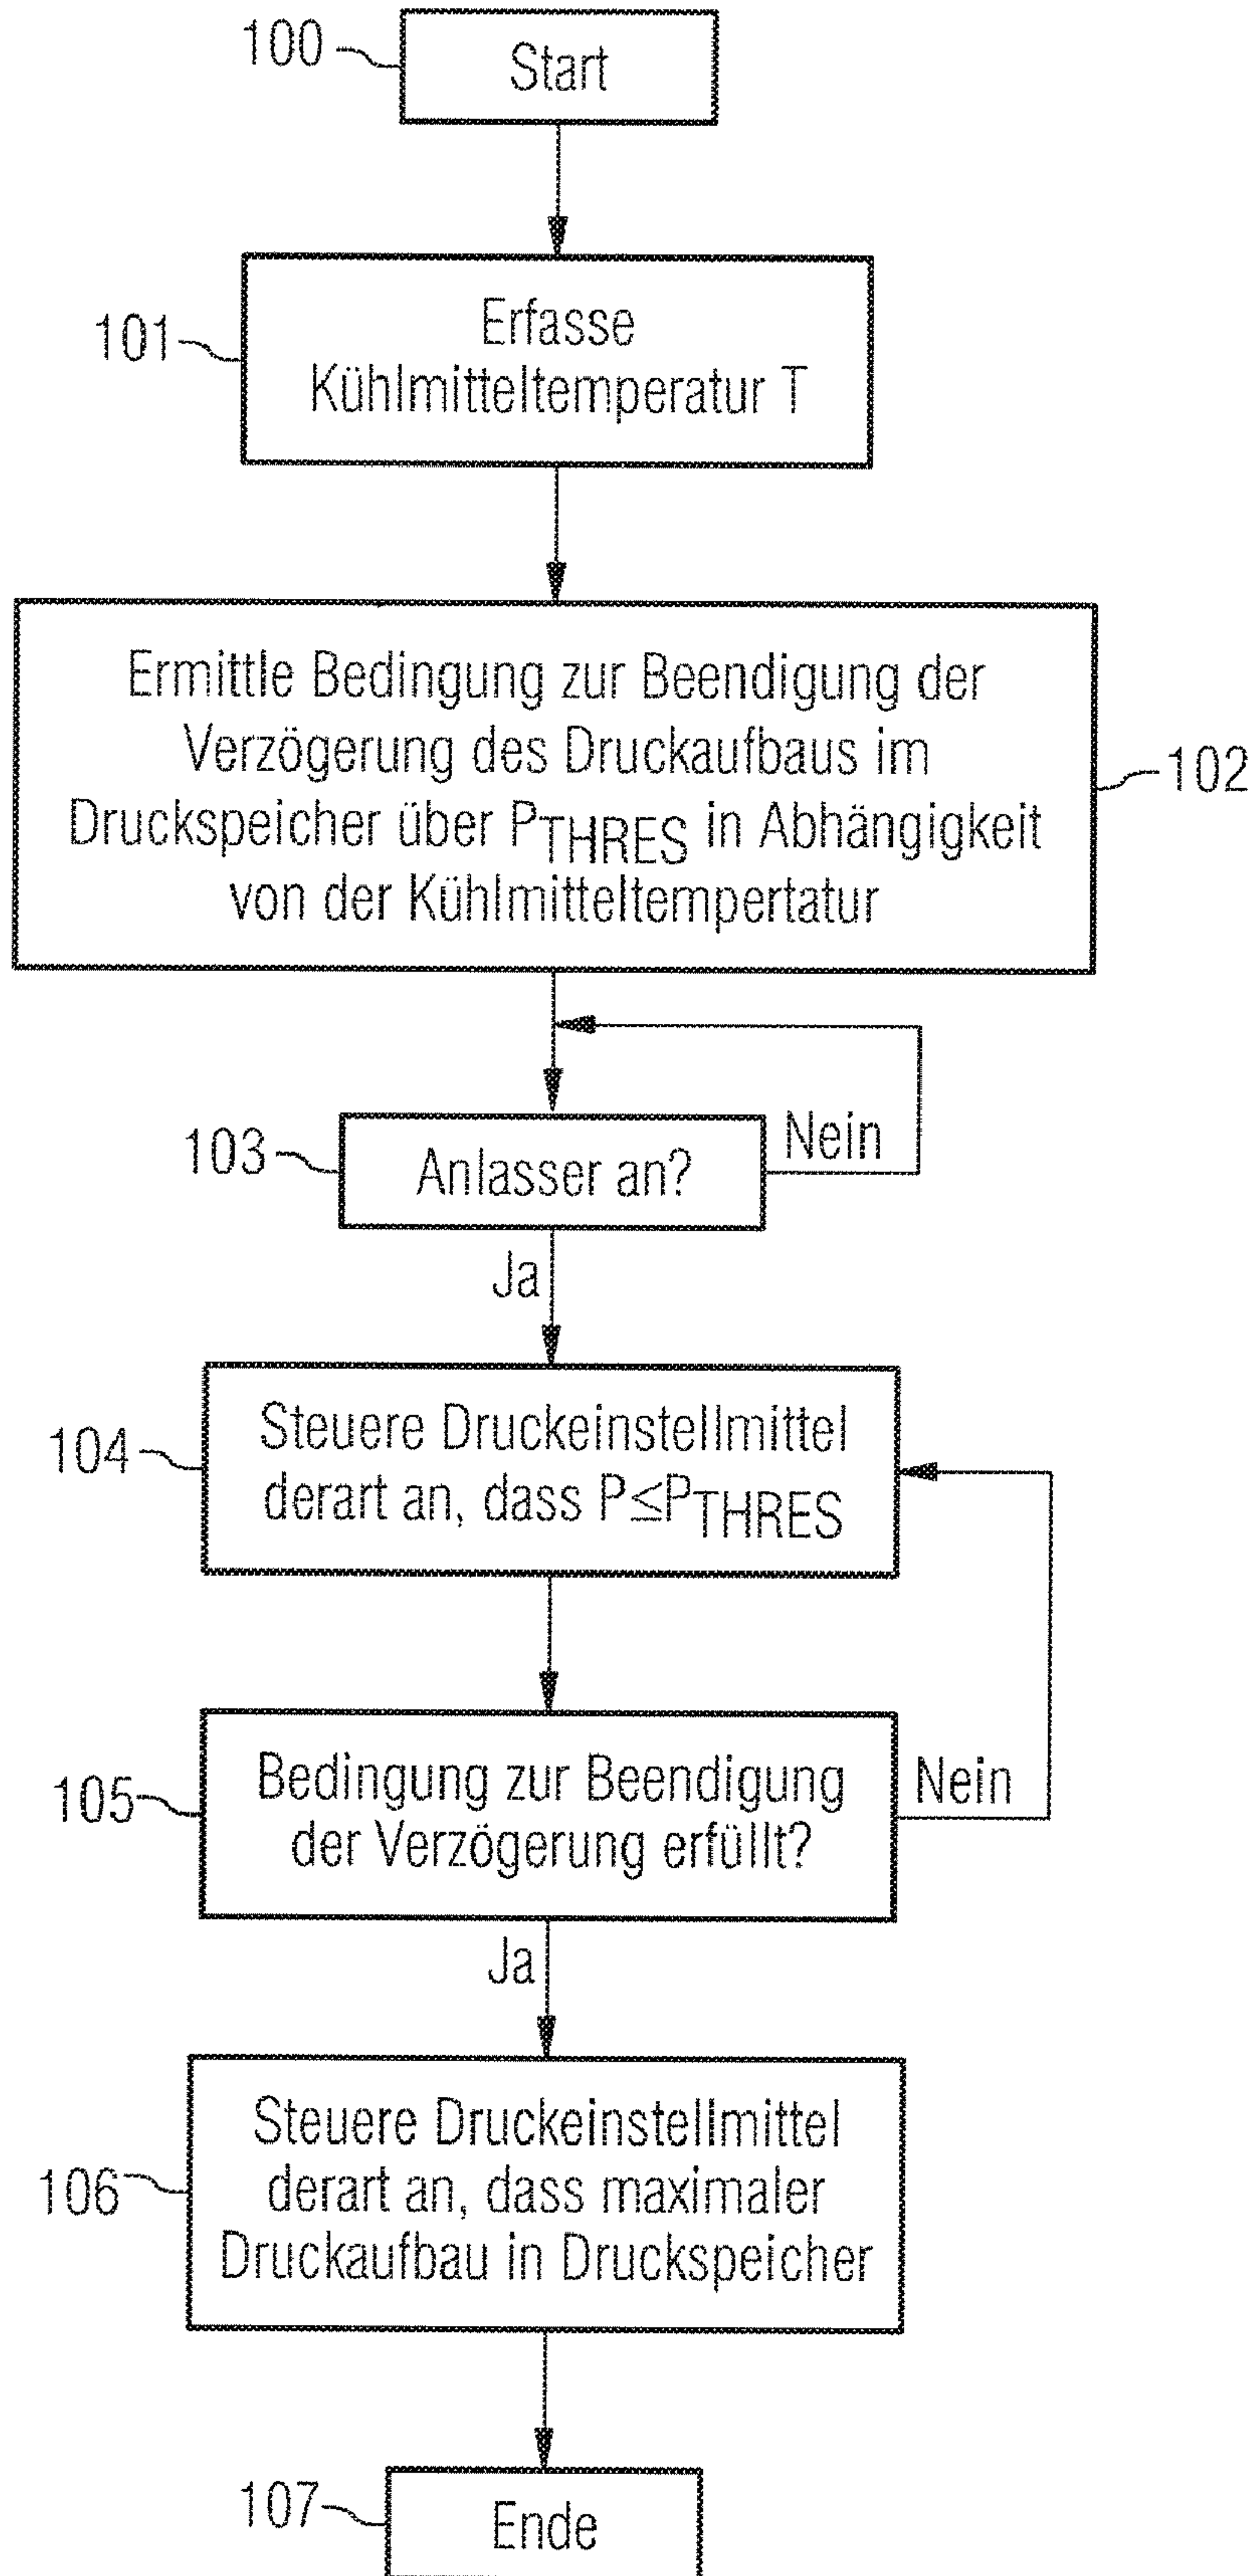 100
Start
101
Erfasse
Kühlmitteltemperatur T
Ermittle Bedingung zur Beendigung der
Verzögerung des Druckaufbaus im
Druckspeicher über PTHRES in Abhängigkeit
von der Kühlmitteltempertatur
102
103
Anlasser an?
Nein
Ja
104
Steuere Druckeinstellmittel
derart an, dass P≤PTHRES
105
Bedingung zur Beendigung
der Verzögerung erfüllt?
Nein
Ja
106
Steuere Druckeinstellmittel
derart an, dass maximaler
Druckaufbau in Druckspeicher
107
Ende